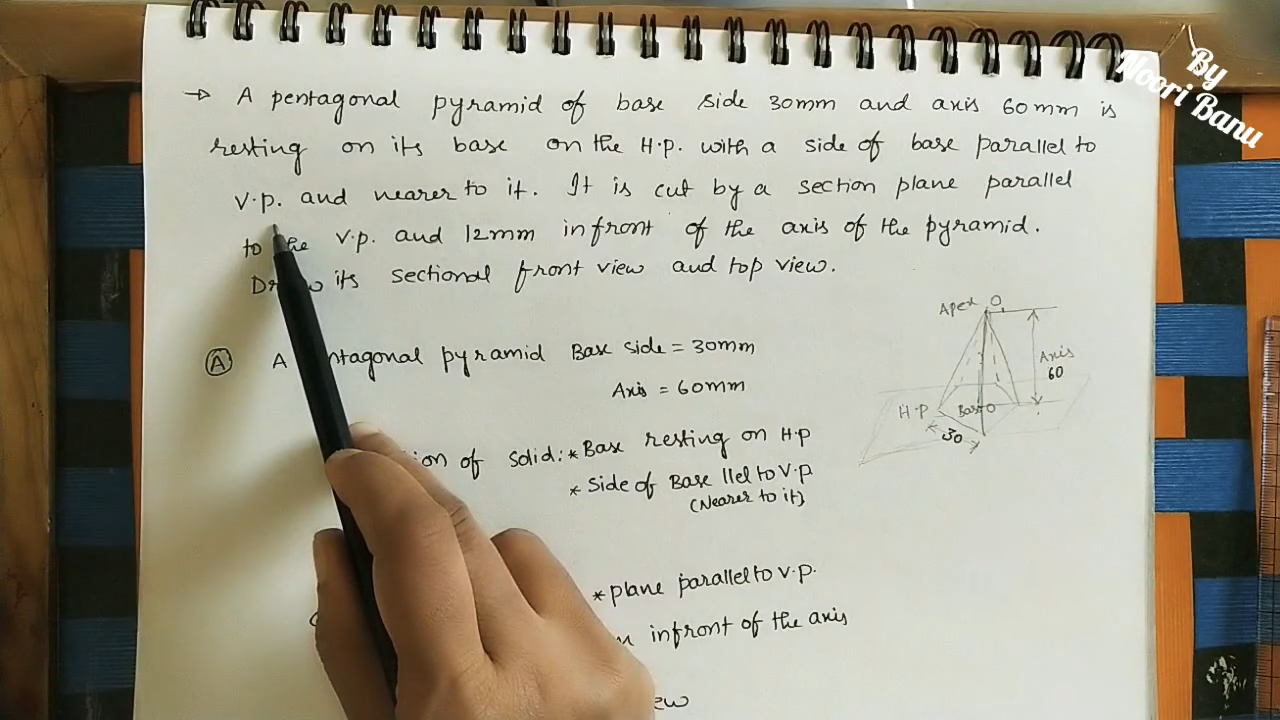 → A pentagonal pyramid of base side 30mm and axis 60mm is
resting on its base on the H.P. with a side of base parallel to
V.P. and nearer to it. It is cut by a section plane parallel
to the V.P. and 12mm infront of the axis of the pyramid.
its sectional front view and top view.
Apex O
Axis
60
H.P
Base O
30
(A) A pentagonal pyramid Base side = 30mm
Axis = 60mm
of Solid: * Base resting on H.P
* Side of Base llel to V.P
(Nearer to it)
* plane parallel to V.P.
infront of the axis
By
Noori Banu